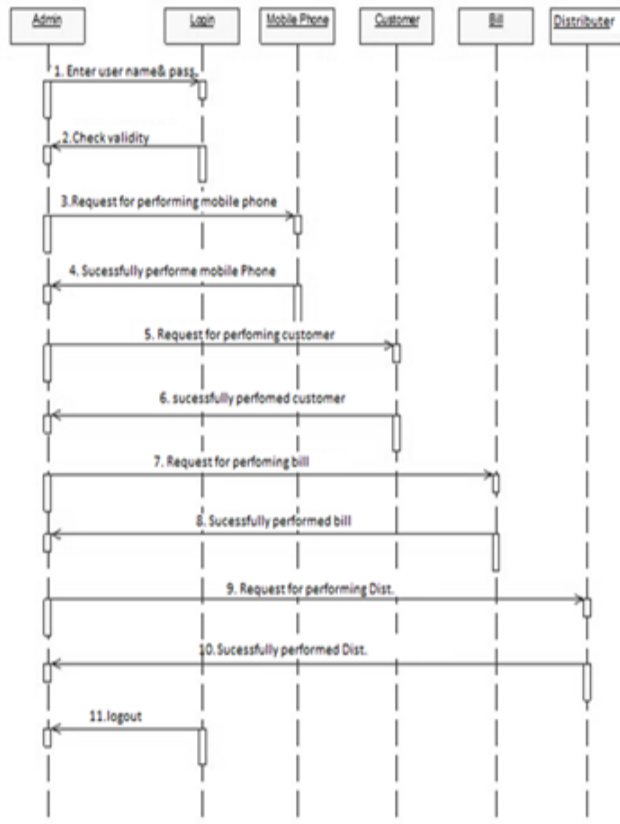 Admin
Login
Mobile Phone
Customer
Bill
Distributer
1. Enter user name& pass.
2.Check validity
3.Request for performing mobile phone
4. Sucessfully performe mobile Phone
5. Request for perfoming customer
6. sucessfully perfomed customer
7. Request for perfoming bill
8. Sucessfully performed bill
9. Request for performing Dist.
10. Sucessfully performed Dist.
11.logout